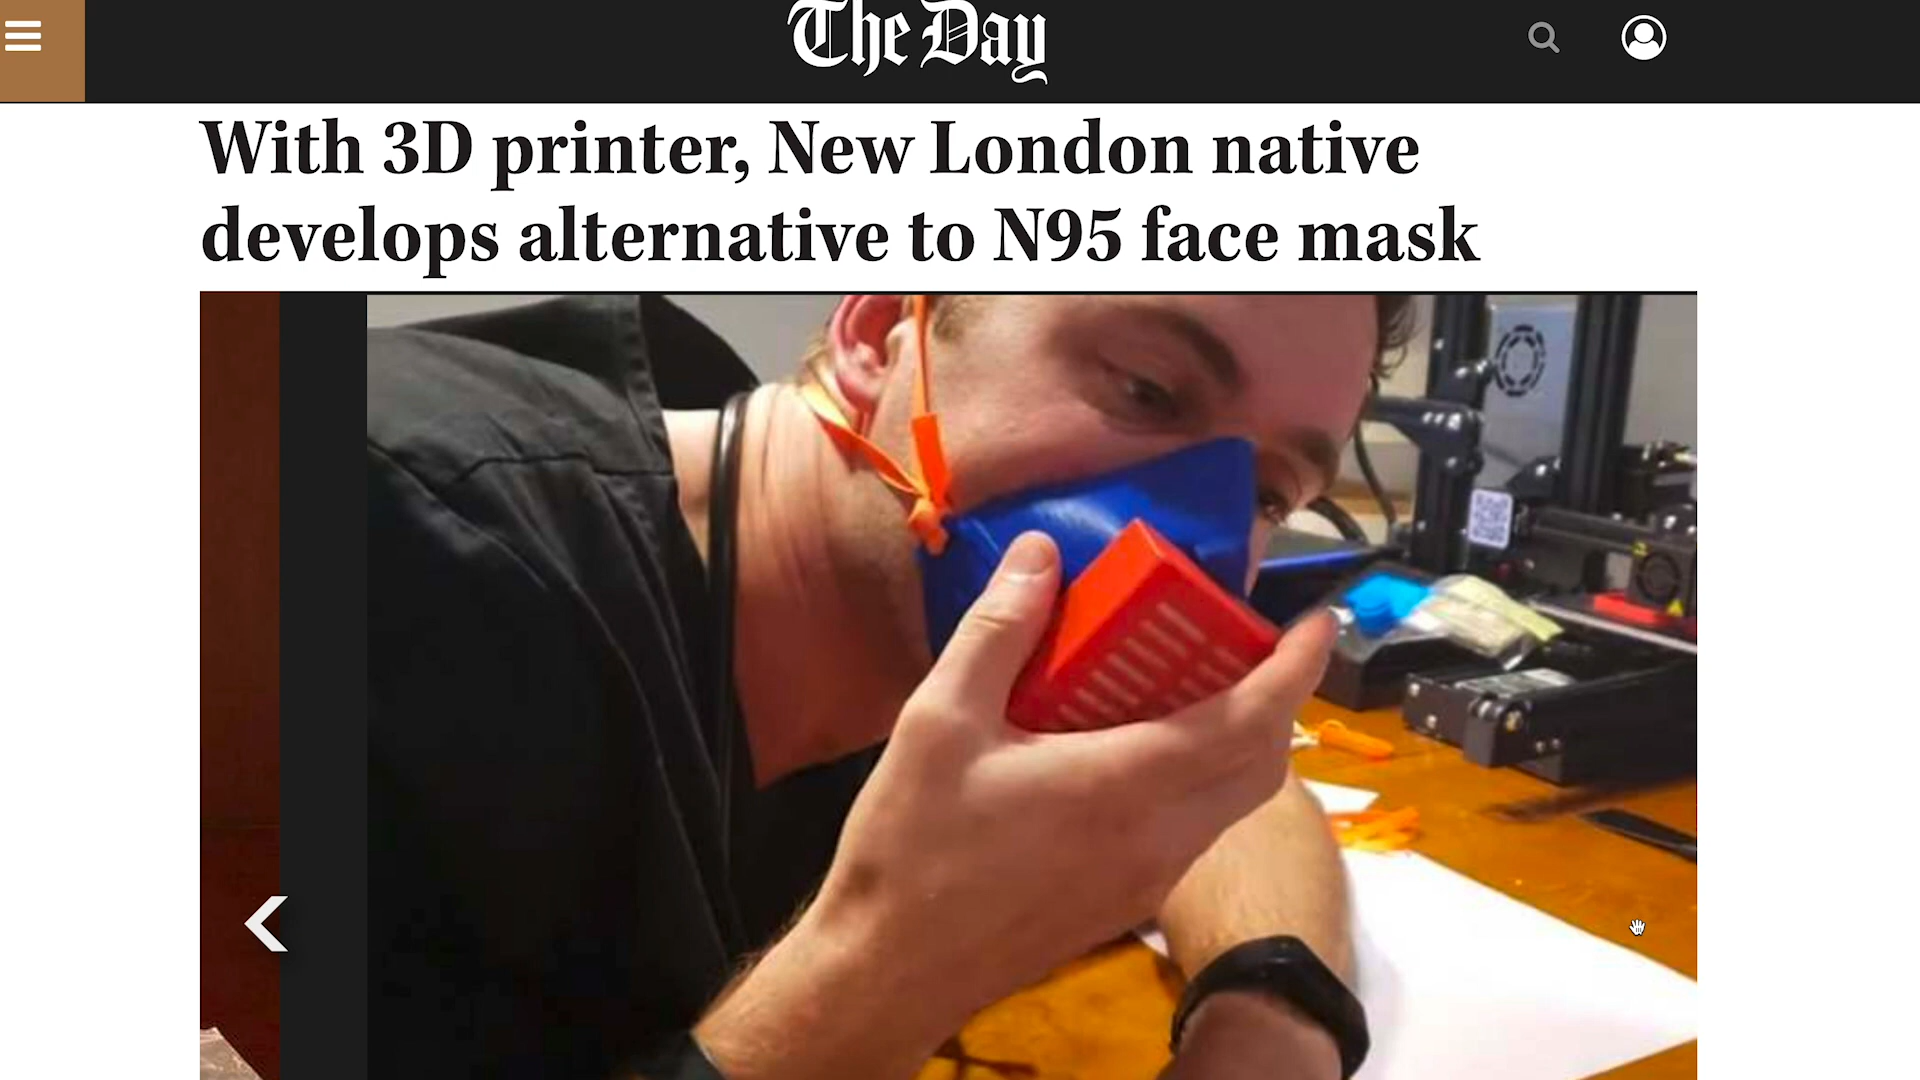 The Day
With 3D printer, New London native
develops alternative to N95 face mask